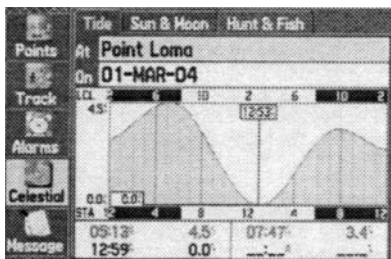 Tide Sun & Moon Hunt & Fish
Points
At Point Loma
On 01-MAR-04
Track
LCL 2 6 10 2 6 10 2
4.5'
12:53
Alarms
Celestial
0.0' 0.0'
STA 12 4 8 12 4 8 12
Message
05:13 4.5' 07:47 3.4'
12:59 0.0' __:__